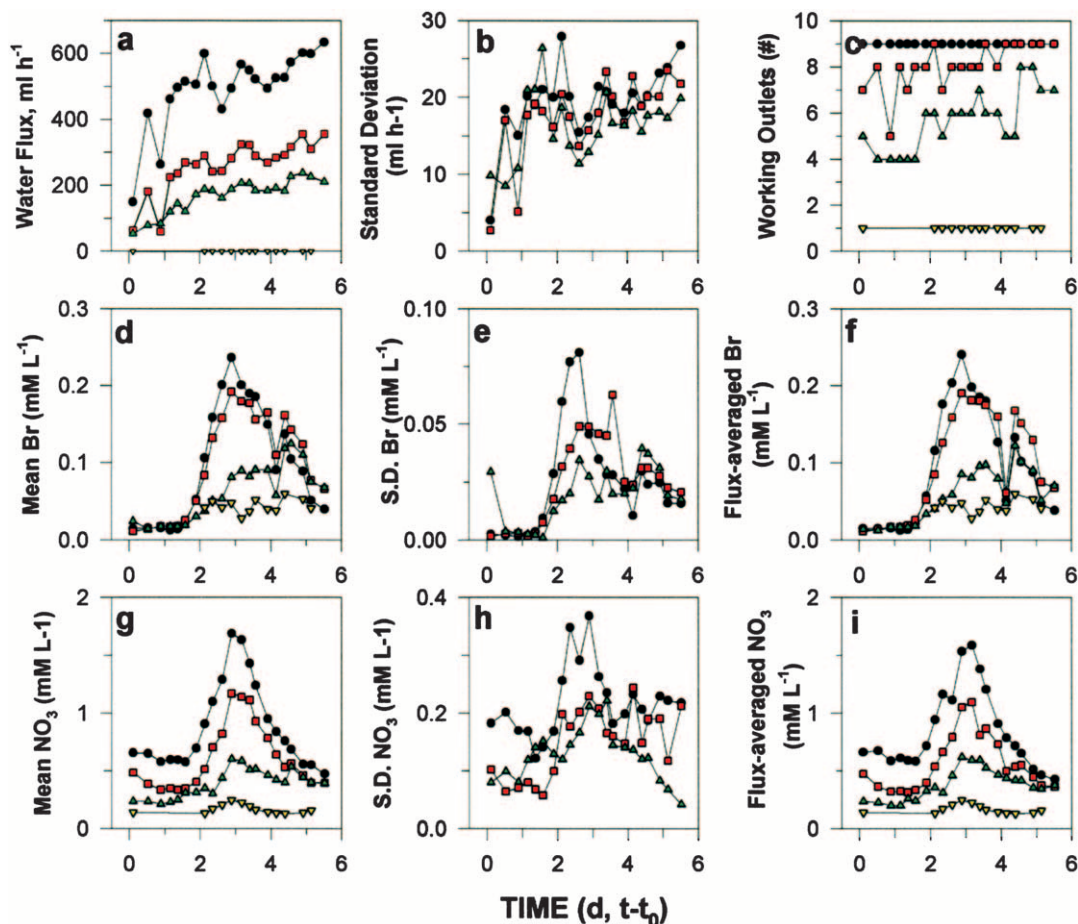 a
Water Flux, ml h-1
600
400
200
0
0 2 4 6
b
Standard Deviation
(ml h-1)
30
20
10
0
0 2 4 6
c
Working Outlets (#)
10
8
6
4
2
0
0 2 4 6
d
Mean Br (mM L-1)
0.3
0.2
0.1
0.0
0 2 4 6
e
S.D. Br (mM L-1)
0.10
0.05
0.00
0 2 4 6
f
Flux-averaged Br
(mM L-1)
0.3
0.2
0.1
0.0
0 2 4 6
g
Mean NO3 (mM L-1)
2
1
0
0 2 4 6
h
S.D. NO3 (mM L-1)
0.4
0.2
0.0
0 2 4 6
i
Flux-averaged NO3
(mM L-1)
2
1
0
0 2 4 6
TIME (d, t-t0)